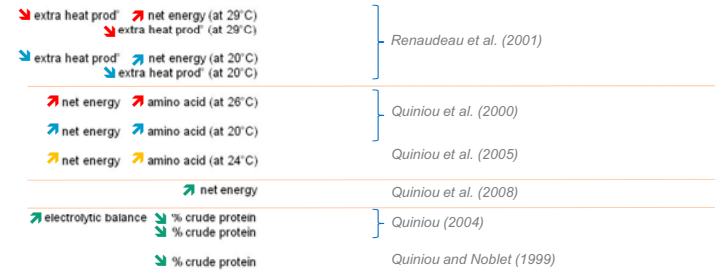 extra heat prod° net energy (at 29°C)
extra heat prod° (at 29°C)
Renaudeau et al. (2001)
extra heat prod° net energy (at 20°C)
extra heat prod° (at 20°C)
net energy amino acid (at 26°C)
Quiniou et al. (2000)
net energy amino acid (at 20°C)
net energy amino acid (at 24°C) Quiniou et al. (2005)
net energy Quiniou et al. (2008)
electrolytic balance % crude protein Quiniou (2004)
% crude protein
% crude protein Quiniou and Noblet (1999)